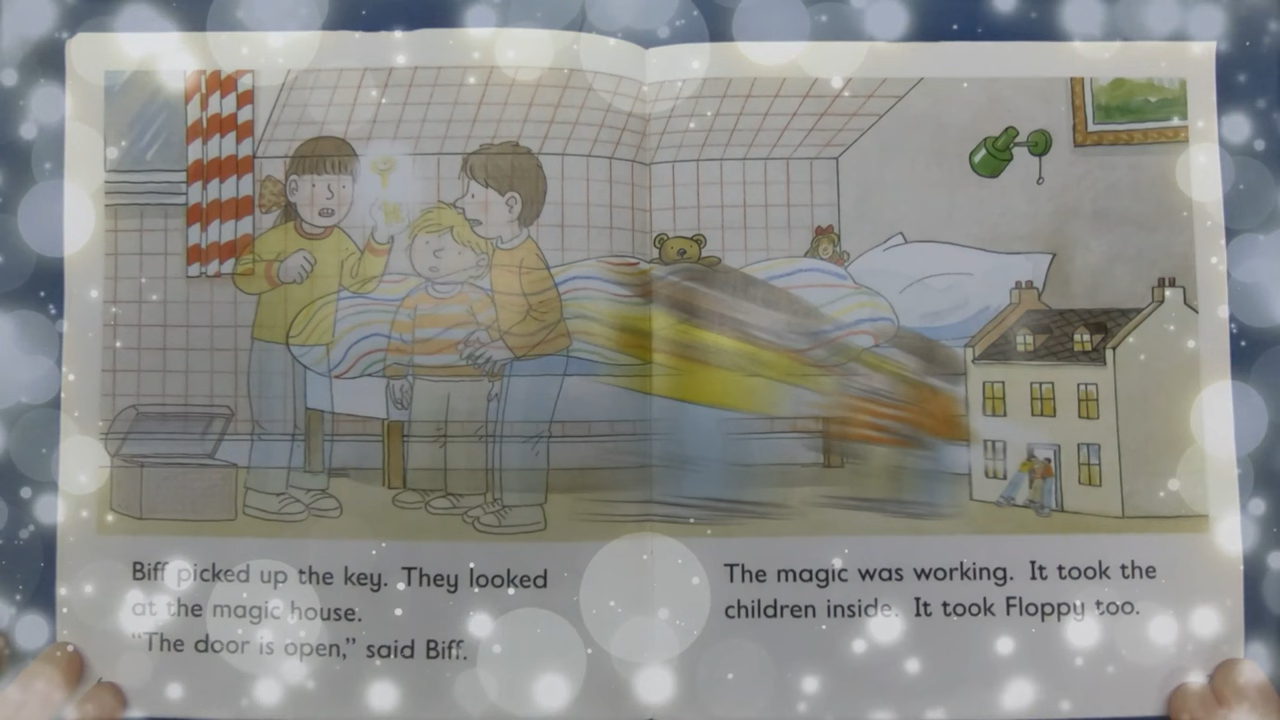 Biff picked up the key. They looked
at the magic house.
“The door is open,” said Biff.
The magic was working. It took the
children inside. It took Floppy too.